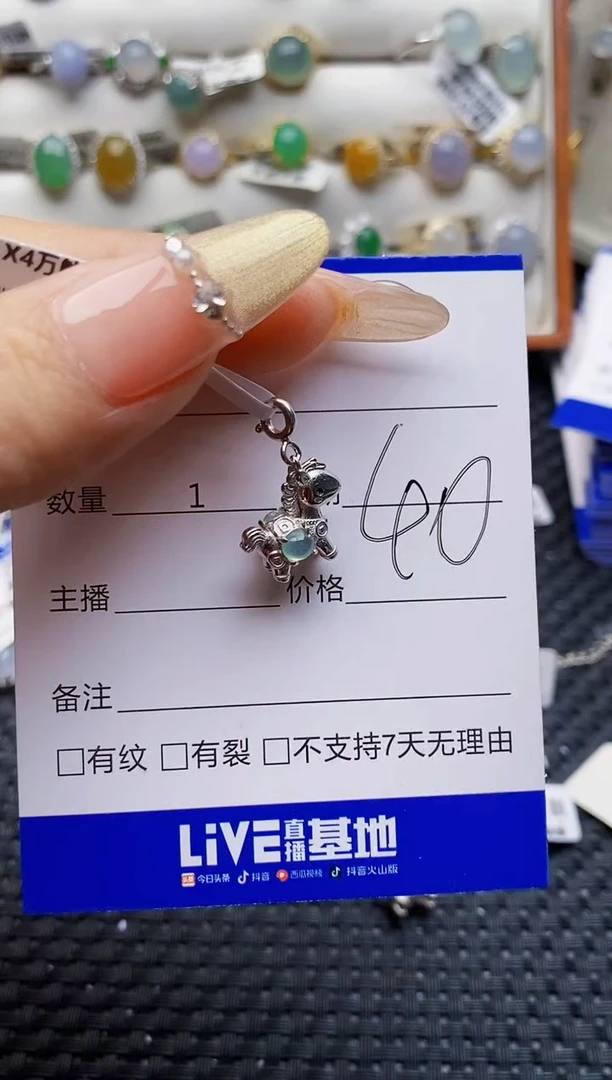 X4万
数量 1
40
主播 价格
备注
□有纹 □有裂 □不支持7天无理由
LiVE直播基地
今日头条 抖音 西瓜视频 抖音火山版